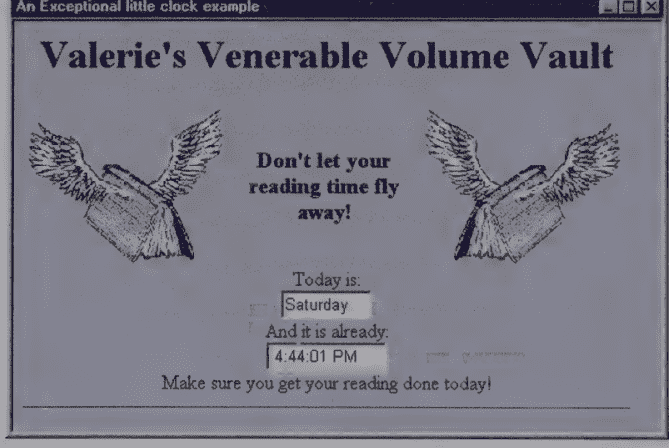 An Exceptional little clock example
Valerie's Venerable Volume Vault
Don't let your
reading time fly
away!
Today is:
Saturday
And it is already:
4:44:01 PM
Make sure you get your reading done today!